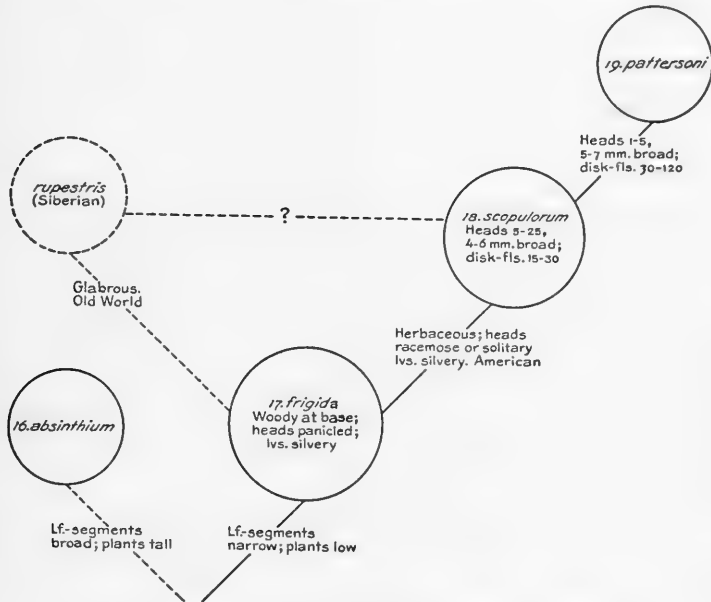 19. pattersoni
Heads 1-5,
5-7 mm. broad;
disk-fls. 30-120
rupestris
(Siberian)
?
18. scopulorum
Heads 5-25,
4-6 mm. broad;
disk-fls. 15-30
Glabrous.
Old World
Herbaceous; heads
racemose or solitary
lvs. silvery. American
17. frigida
Woody at base;
heads panicled;
lvs. silvery
16. absinthium
Lf.-segments
broad; plants tall
Lf.-segments
narrow; plants low